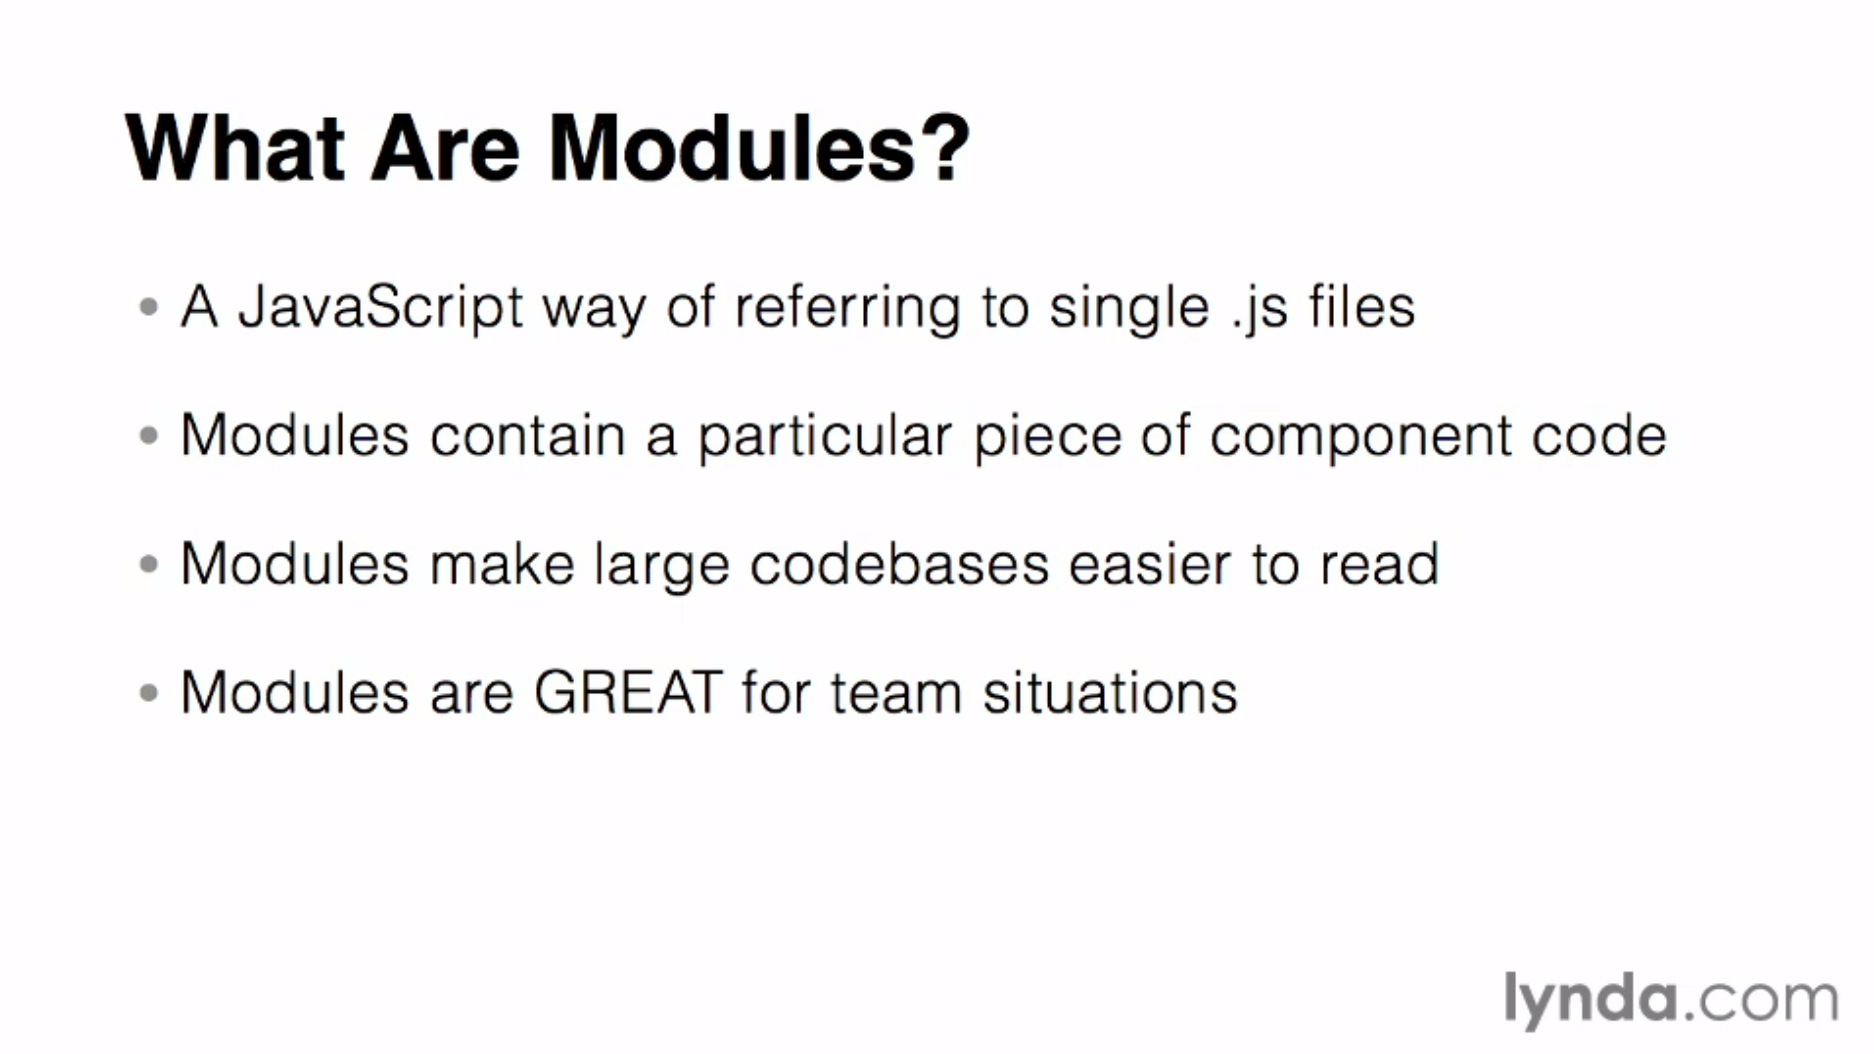 What Are Modules?
• A JavaScript way of referring to single .js files
• Modules contain a particular piece of component code
• Modules make large codebases easier to read
• Modules are GREAT for team situations
lynda.com